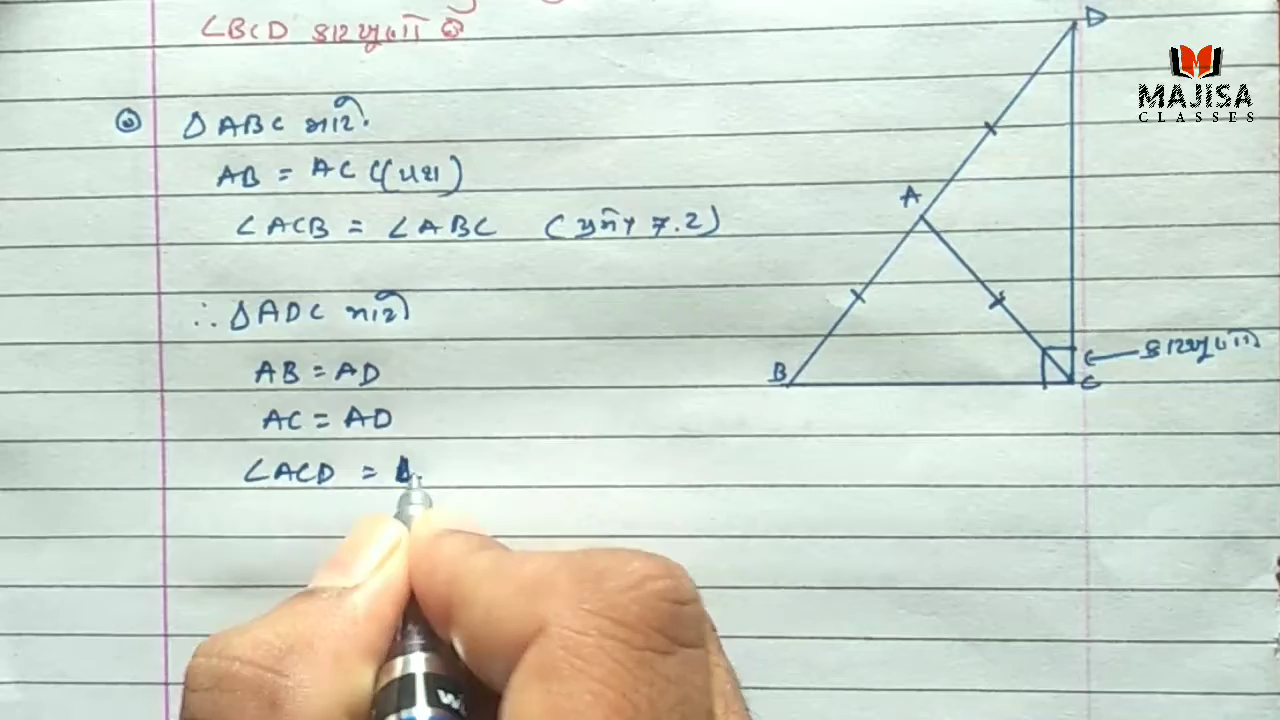 ∠BCD કાટખૂણો છે
△ABC માટે.
AB = AC (પક્ષ)
∠ACB = ∠ABC (પ્રમેય 7.2)
∴ △ADC માટે
AB = AD
AC = AD
∠ACD =
D
A
B
C
કાટખૂણો
MAJISA
CLASSES